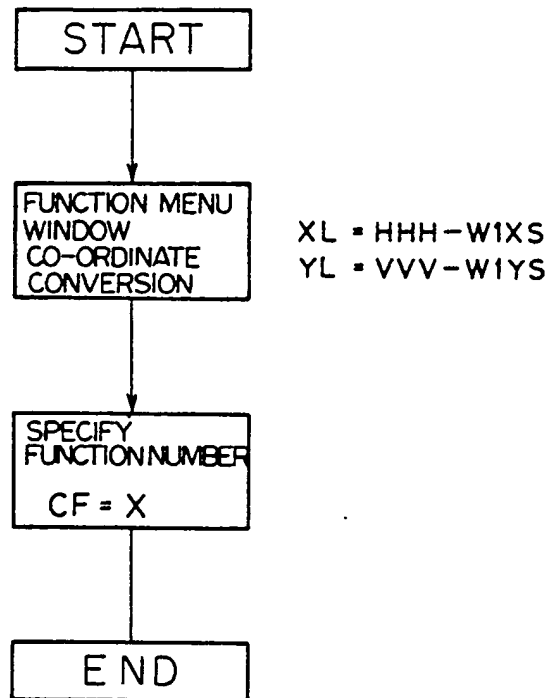 START
FUNCTION MENU
WINDOW
CO-ORDINATE
CONVERSION
XL = HHH-W1XS
YL = VVV-W1YS
SPECIFY
FUNCTION NUMBER
CF = X
END